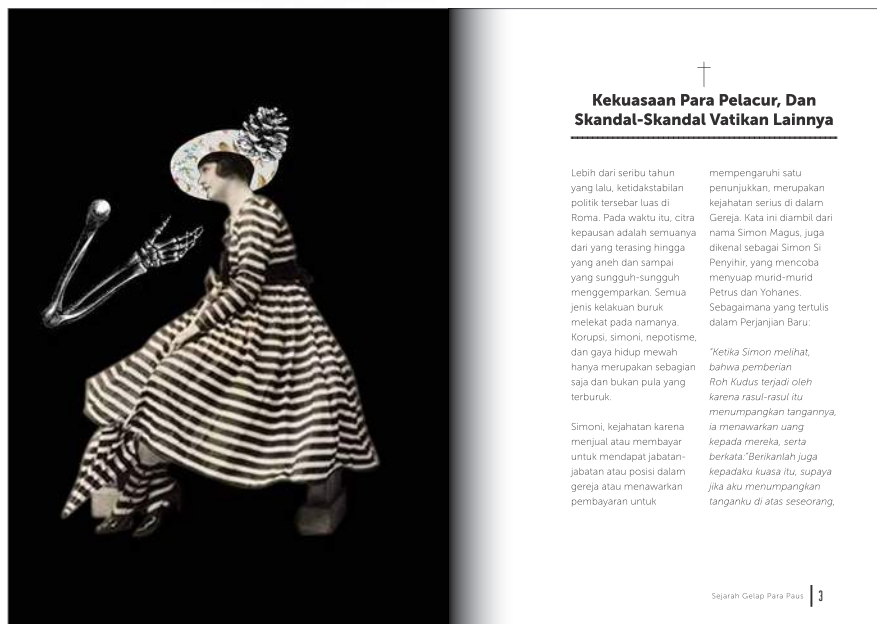 Kekuasaan Para Pelacur, Dan
Skandal-Skandal Vatikan Lainnya
Lebih dari seribu tahun
yang lalu, ketidakstabilan
politik tersebar luas di
Roma. Pada waktu itu, citra
kepausan adalah semuanya
dari yang terasing hingga
yang aneh dan sampai
yang sungguh-sungguh
menggemparkan. Semua
jenis kelakuan buruk
melekat pada namanya.
Korupsi, simoni, nepotisme,
dan gaya hidup mewah
hanya merupakan sebagian
saja dan bukan pula yang
terburuk.
Simoni, kejahatan karena
menjual atau membayar
untuk mendapat jabatan-
jabatan atau posisi dalam
gereja atau menawarkan
pembayaran untuk
mempengaruhi satu
penunjukkan, merupakan
kejahatan serius di dalam
Gereja. Kata ini diambil dari
nama Simon Magus, juga
dikenal sebagai Simon Si
Penyihir, yang mencoba
menyuap murid-murid
Petrus dan Yohanes.
Sebagaimana yang tertulis
dalam Perjanjian Baru:
"Ketika Simon melihat,
bahwa pemberian
Roh Kudus terjadi oleh
karena rasul-rasul itu
menumpangkan tangannya,
ia menawarkan uang
kepada mereka, serta
berkata:"Berikanlah juga
kepadaku kuasa itu, supaya
jika aku menumpangkan
tanganku di atas seseorang,
Sejarah Gelap Para Paus 3